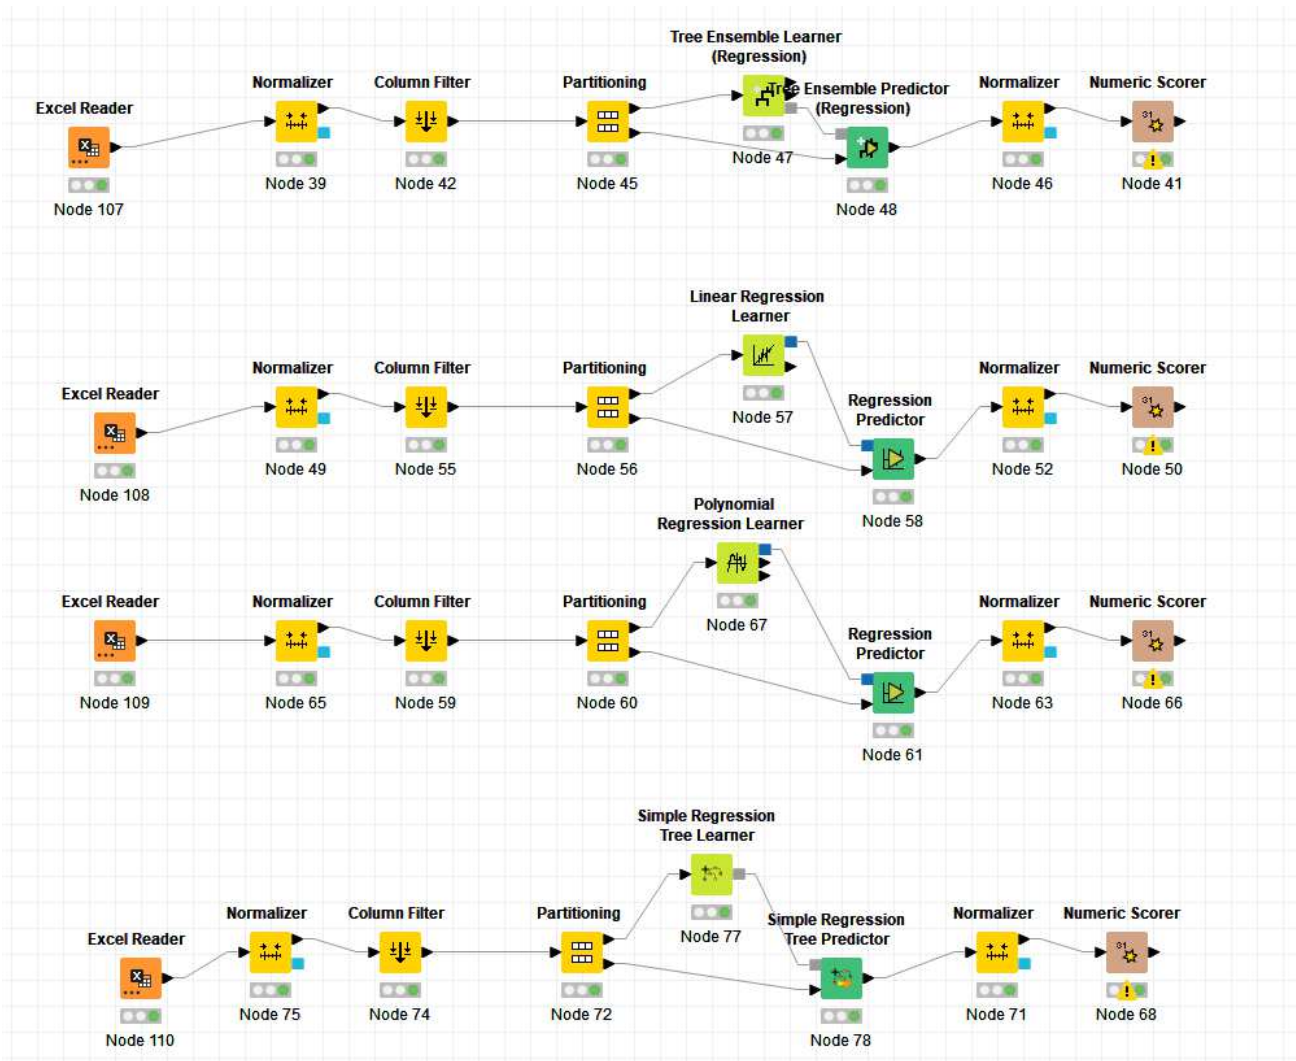 Tree Ensemble Learner
(Regression)
Normalizer
Column Filter
Partitioning
Tree Ensemble Predictor
(Regression)
Normalizer
Numeric Scorer
Excel Reader
Node 47
Node 39
Node 42
Node 45
Node 46
Node 41
Node 107
Node 48
Linear Regression
Learner
Normalizer
Column Filter
Partitioning
Normalizer
Numeric Scorer
Excel Reader
Regression
Predictor
Node 57
Node 49
Node 55
Node 56
Node 52
Node 50
Node 108
Node 58
Polynomial
Regression Learner
Excel Reader
Normalizer
Column Filter
Partitioning
Normalizer
Numeric Scorer
Node 67
Regression
Predictor
Node 109
Node 65
Node 59
Node 60
Node 63
Node 66
Node 61
Simple Regression
Tree Learner
Normalizer
Column Filter
Partitioning
Simple Regression
Tree Predictor
Normalizer
Numeric Scorer
Excel Reader
Node 77
Node 75
Node 74
Node 72
Node 71
Node 68
Node 110
Node 78